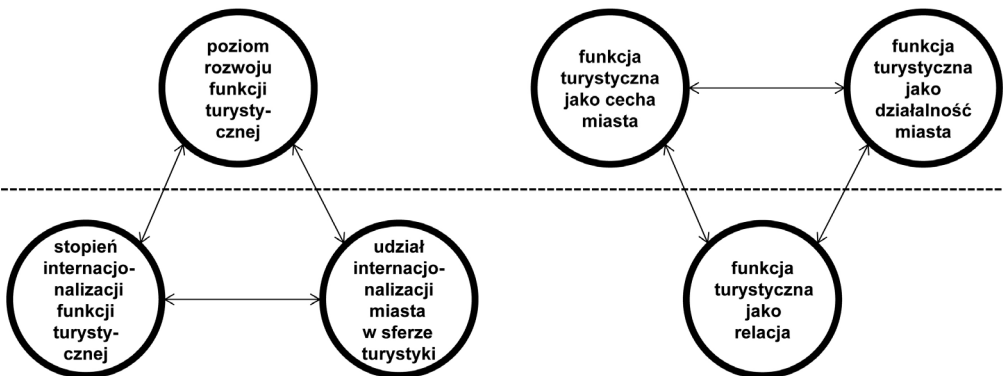 poziom
rozwoju
funkcji
turysty-
cznej
funkcja
turystyczna
jako cecha
miasta
funkcja
turystyczna
jako
działalność
miasta
stopień
internacjo-
nalizacji
funkcji
turysty-
cznej
udział
internacjo-
nalizacji
miasta
w sferze
turystyki
funkcja
turystyczna
jako
relacja